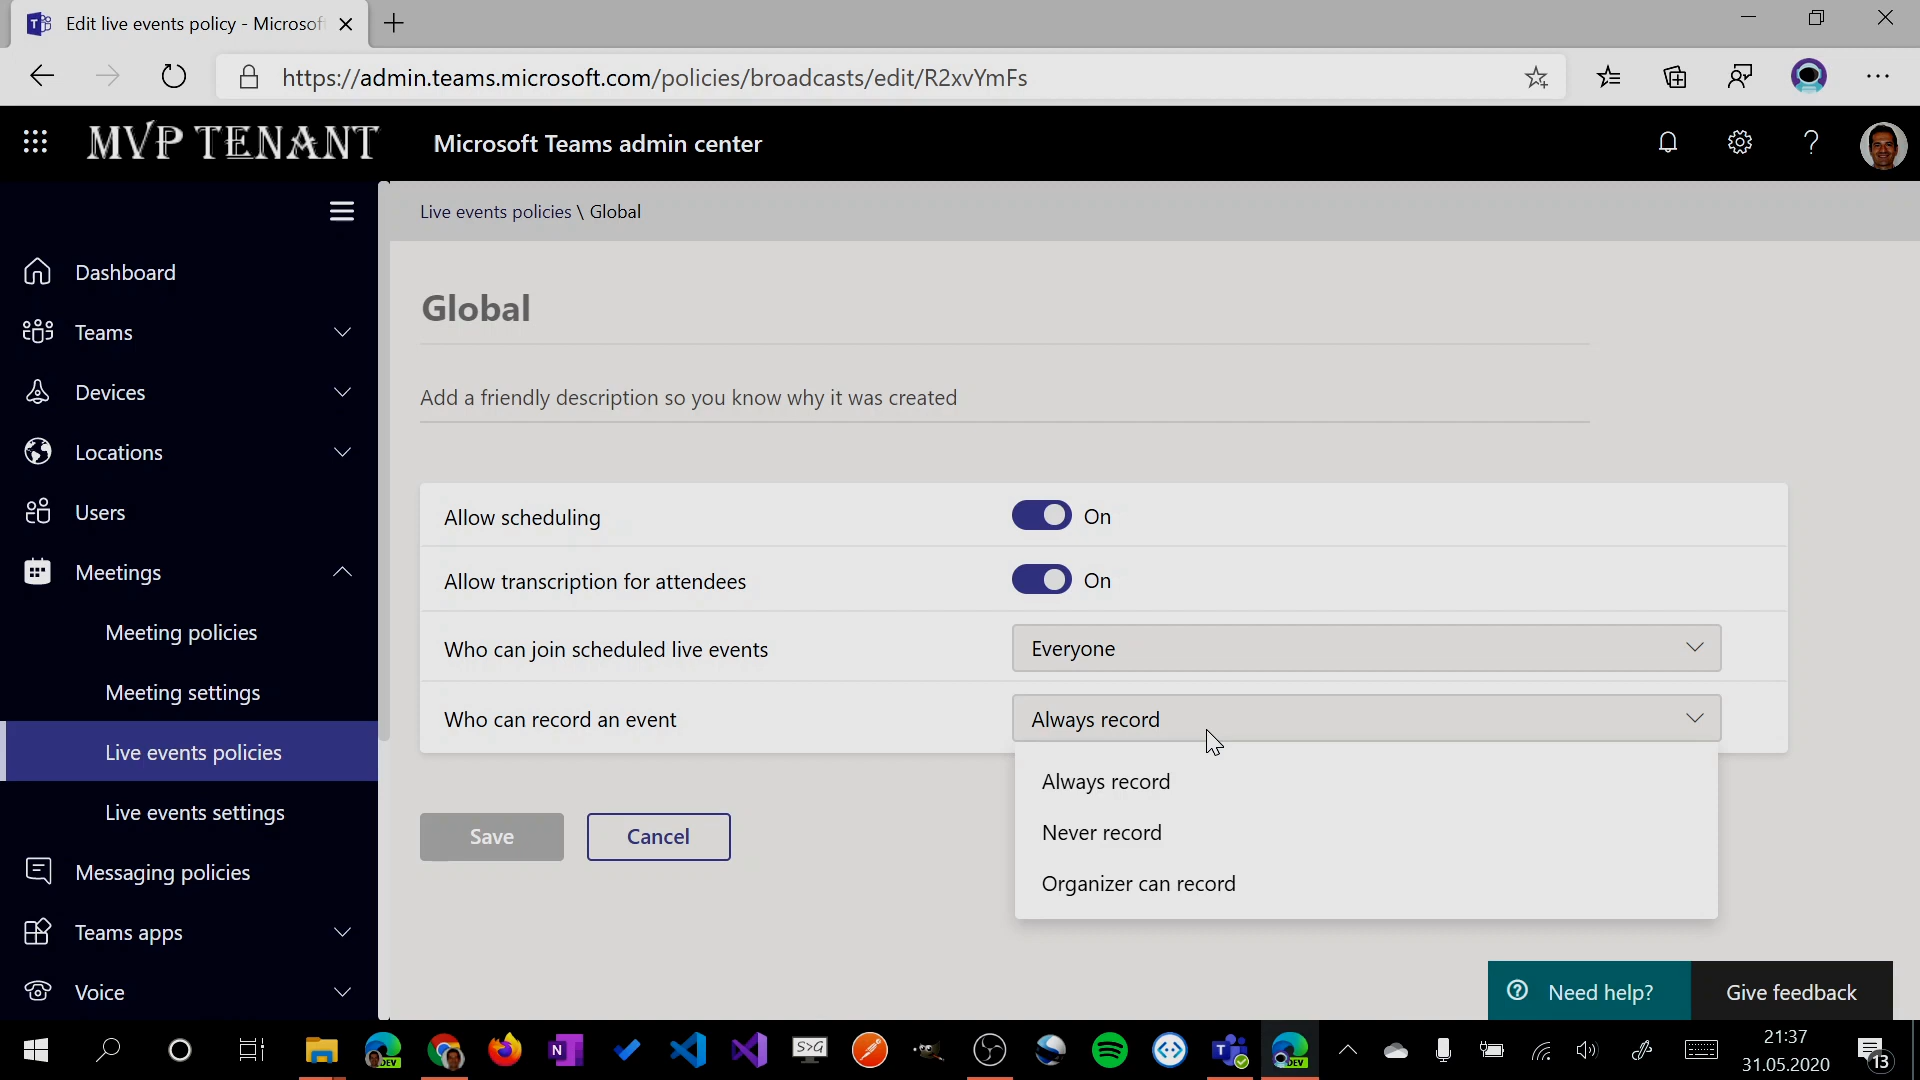 Edit live events policy - Microsof
https://admin.teams.microsoft.com/policies/broadcasts/edit/R2xvYmFs
MVP TENANT
Microsoft Teams admin center
Live events policies \ Global
Dashboard
Teams
Devices
Locations
Users
Meetings
Meeting policies
Meeting settings
Live events policies
Live events settings
Messaging policies
Teams apps
Voice
Global
Add a friendly description so you know why it was created
Allow scheduling
On
Allow transcription for attendees
On
Who can join scheduled live events
Everyone
Who can record an event
Always record
Always record
Never record
Organizer can record
Save
Cancel
Need help?
Give feedback
DEV
N
S>G
DEV
21:37
31.05.2020
13